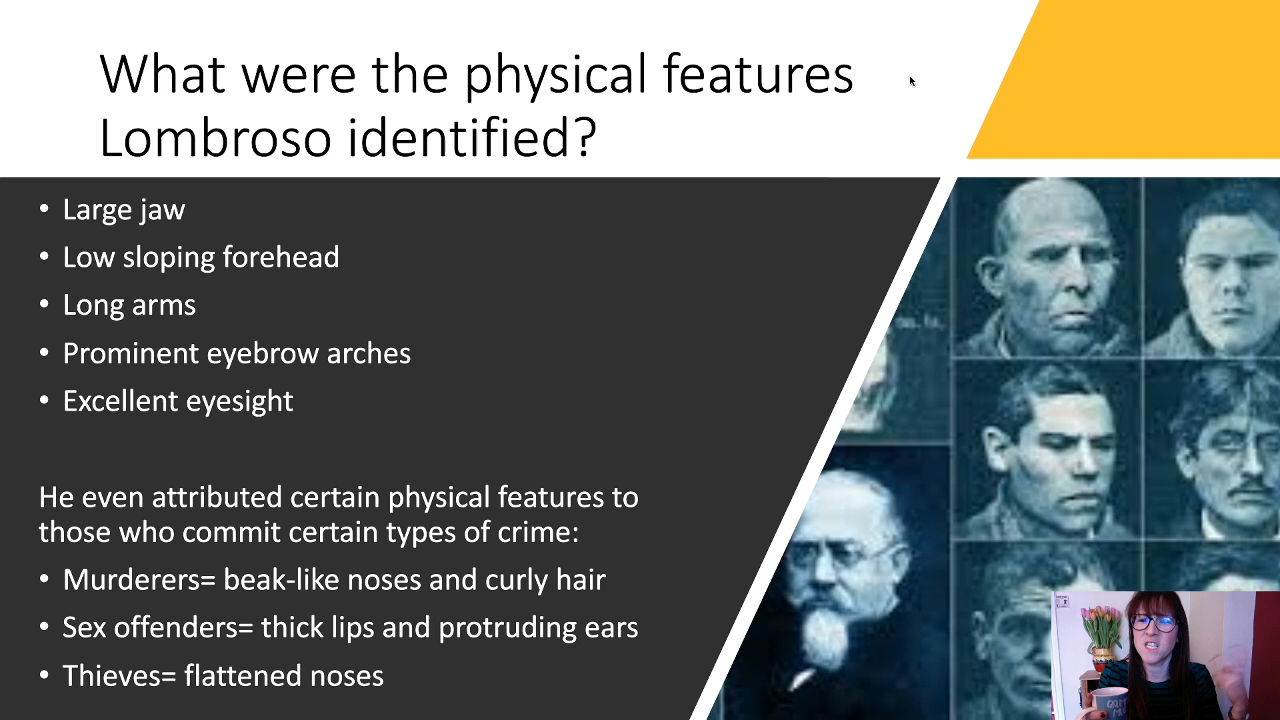 What were the physical features
Lombroso identified?
• Large jaw
• Low sloping forehead
• Long arms
• Prominent eyebrow arches
• Excellent eyesight
He even attributed certain physical features to
those who commit certain types of crime:
• Murderers= beak-like noses and curly hair
• Sex offenders= thick lips and protruding ears
• Thieves= flattened noses